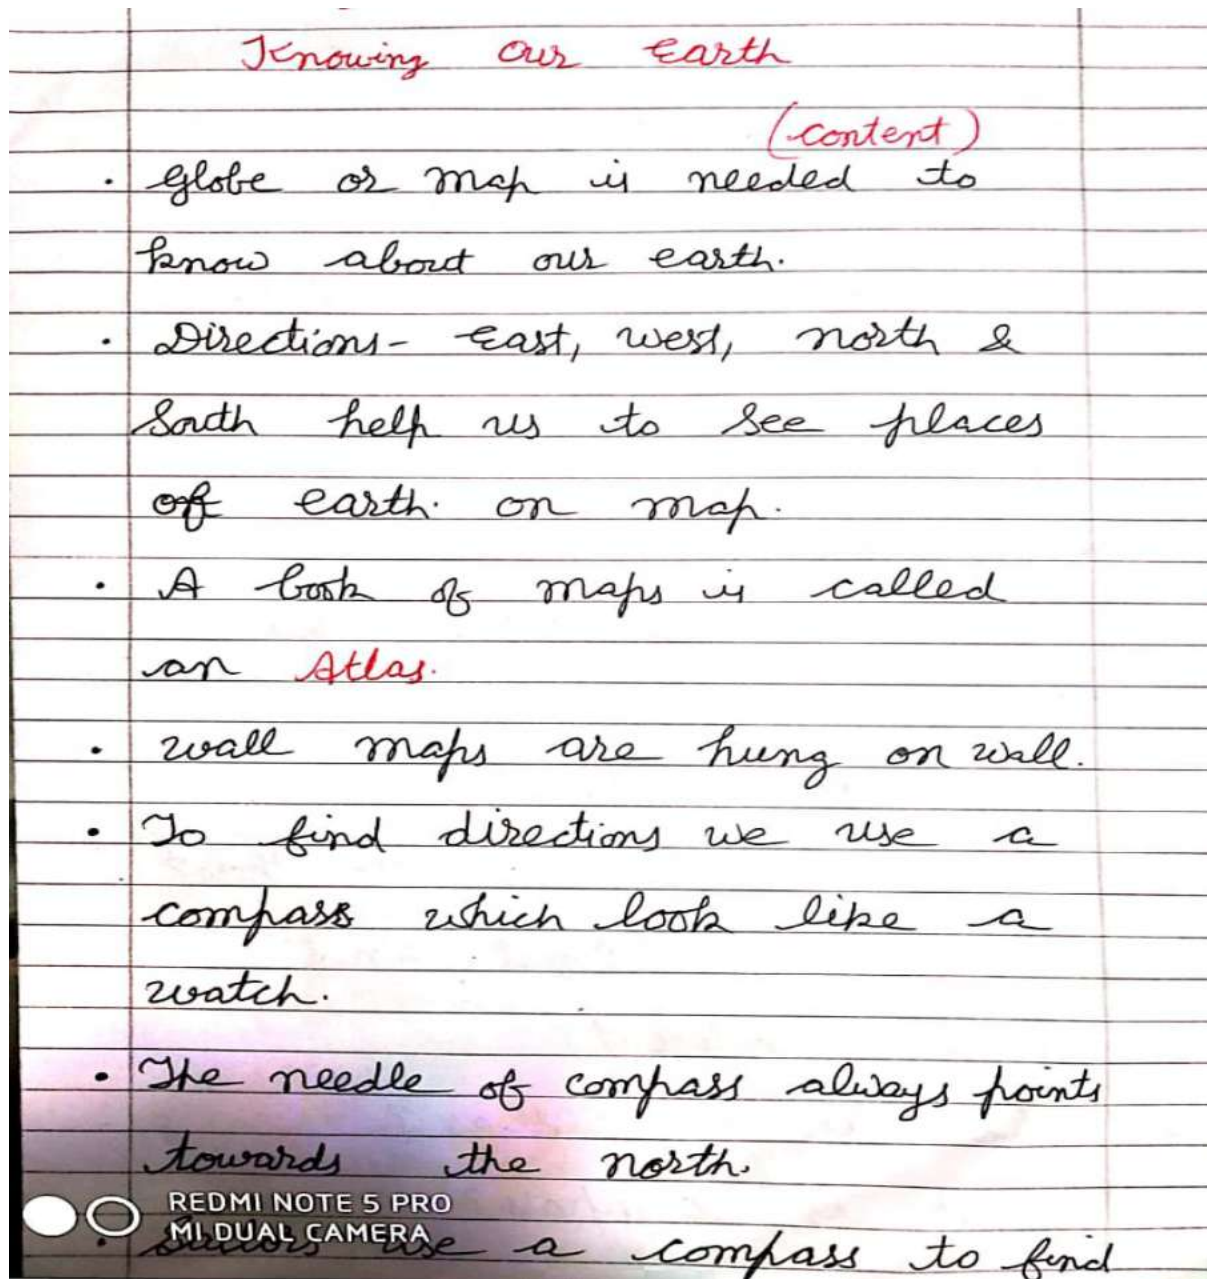 Knowing our Earth
(content)
. Globe or map is needed to
know about our earth.
. Directions- East, west, north &
South help us to see places
of earth. on map.
. A book of maps is called
an Atlas.
. wall maps are hung on wall.
. To find directions we use a
compass which look like a
watch.
. The needle of compass always points
towards the north.
REDMI NOTE 5 PRO
MI DUAL CAMERA
. Sailors use a compass to find